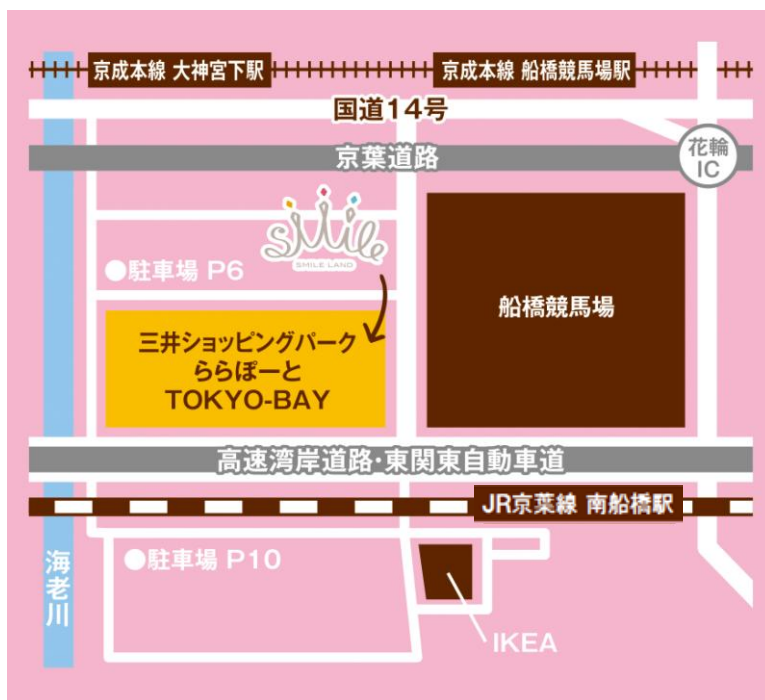 京成本線 大神宮下駅
京成本線 船橋競馬場駅
国道14号
京葉道路
花輪
IC
smile
SMILE LAND
●駐車場 P6
船橋競馬場
三井ショッピングパーク
ららぽーと
TOKYO-BAY
高速湾岸道路・東関東自動車道
JR京葉線 南船橋駅
海老川
●駐車場 P10
IKEA